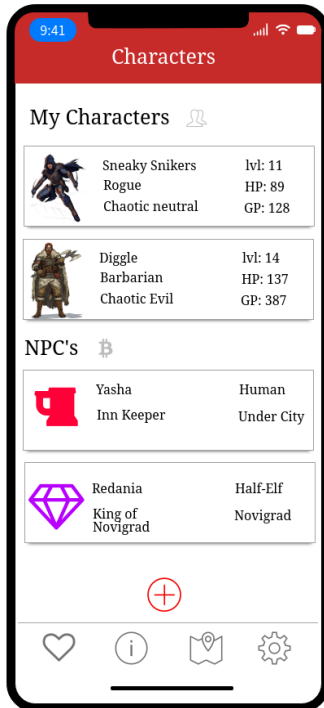 9:41
Characters
My Characters
Sneaky Snikers lvl: 11
Rogue HP: 89
Chaotic neutral GP: 128
Diggle lvl: 14
Barbarian HP: 137
Chaotic Evil GP: 387
NPC's
Yasha Human
Inn Keeper Under City
Redania Half-Elf
King of Novigrad
Novigrad